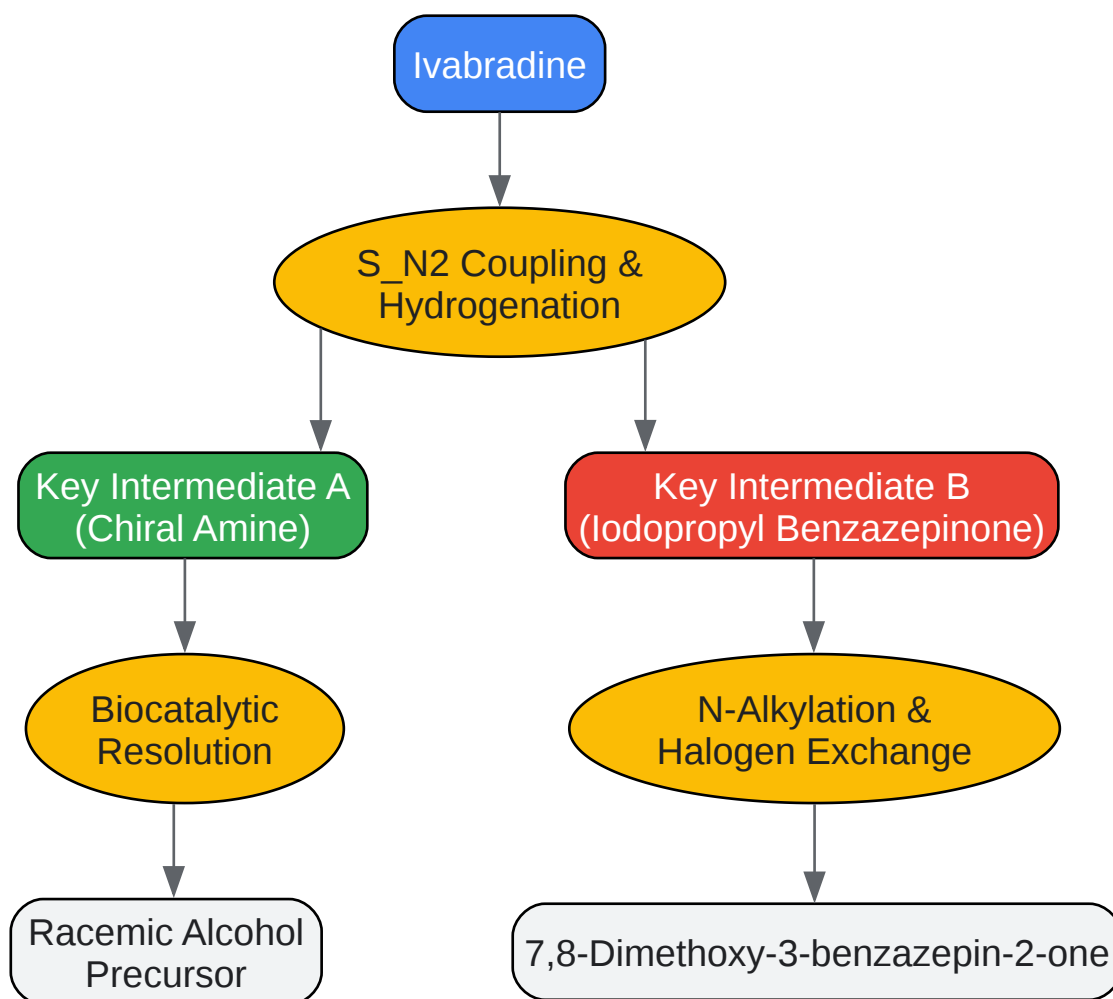 Ivabradine
S_N2 Coupling &
Hydrogenation
Key Intermediate A
(Chiral Amine)
Key Intermediate B
(Iodopropyl Benzazepinone)
Biocatalytic
Resolution
N-Alkylation &
Halogen Exchange
Racemic Alcohol
Precursor
7,8-Dimethoxy-3-benzazepin-2-one